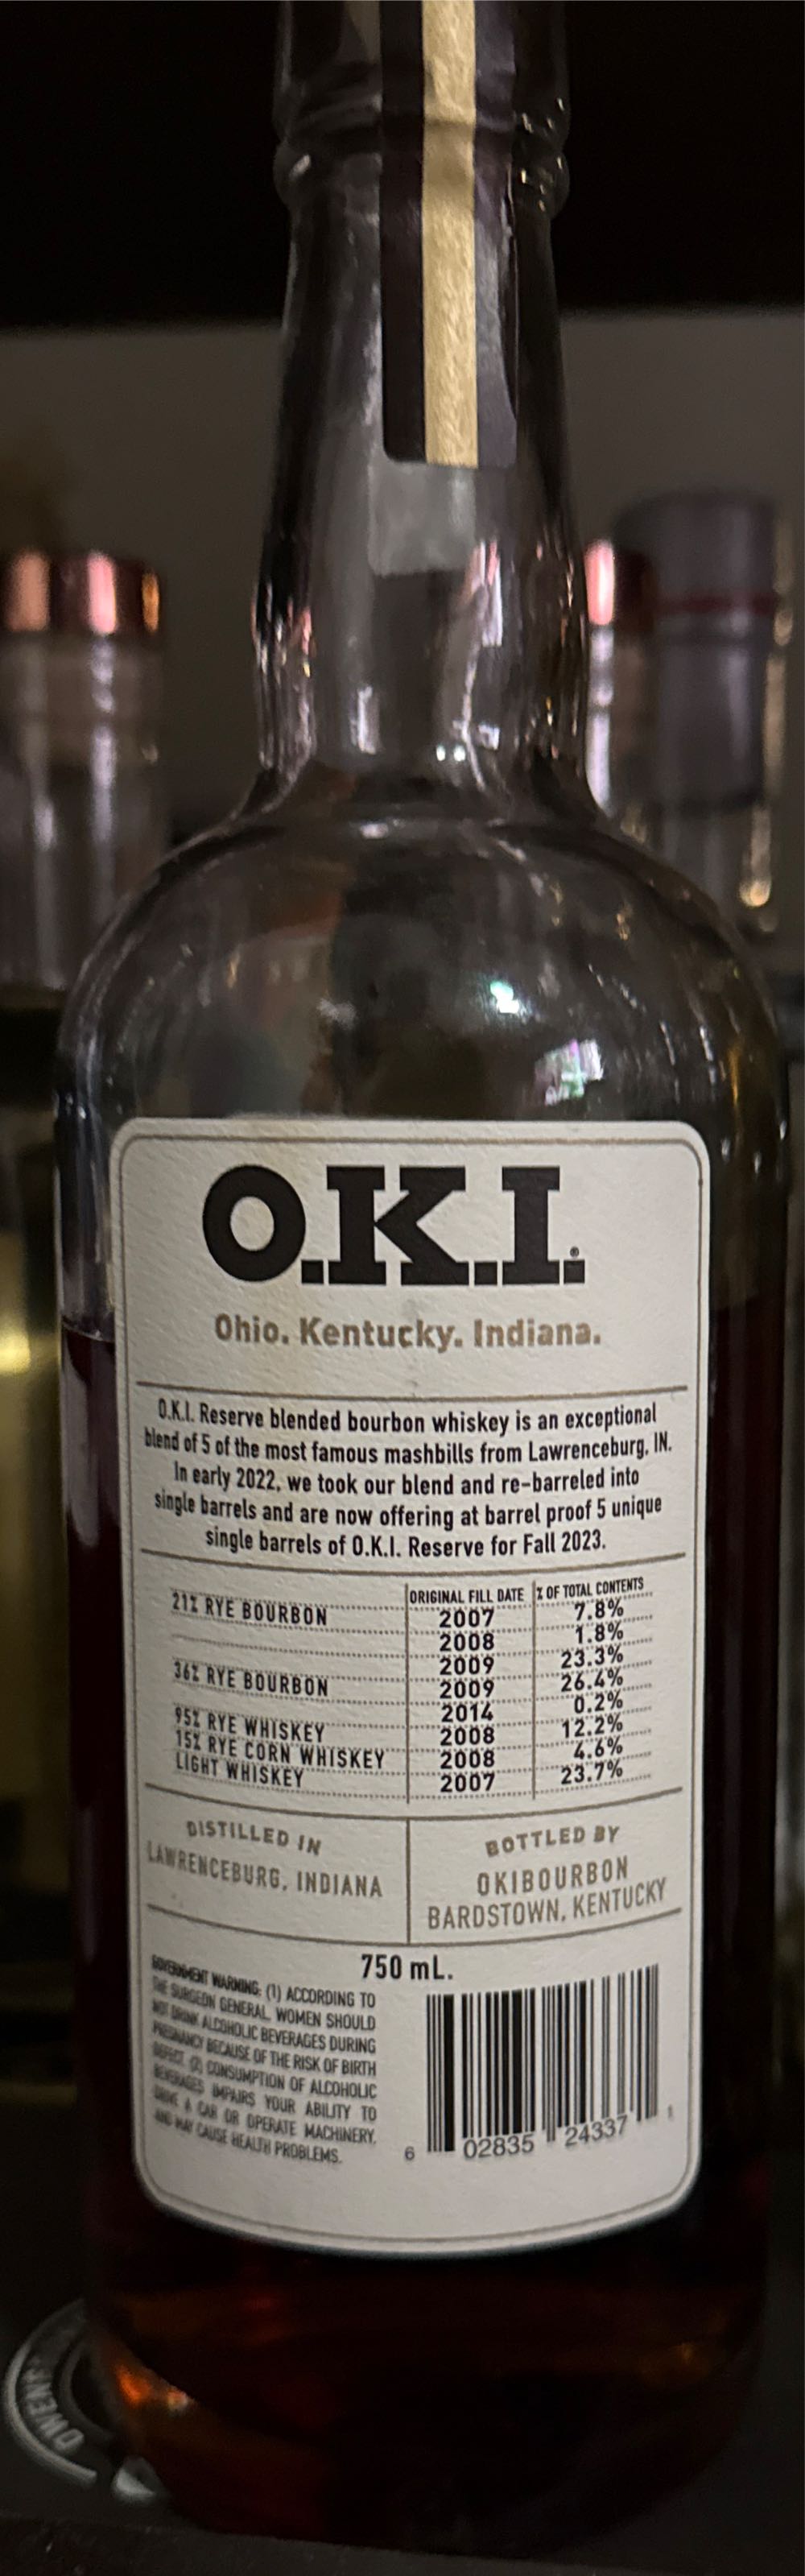 O.K.I.®
Ohio. Kentucky. Indiana.
O.K.I. Reserve blended bourbon whiskey is an exceptional
blend of 5 of the most famous mashbills from Lawrenceburg, IN.
In early 2022, we took our blend and re-barreled into
single barrels and are now offering at barrel proof 5 unique
single barrels of O.K.I. Reserve for Fall 2023.
ORIGINAL FILL DATE % OF TOTAL CONTENTS
21% RYE BOURBON 2007 7.8%
2008 1.8%
2009 23.3%
36% RYE BOURBON 2009 26.4%
2014 0.2%
95% RYE WHISKEY 2008 12.2%
15% RYE CORN WHISKEY 2008 4.6%
LIGHT WHISKEY 2007 23.7%
DISTILLED IN
LAWRENCEBURG, INDIANA
BOTTLED BY
OKIBOURBON
BARDSTOWN, KENTUCKY
750 mL.
GOVERNMENT WARNING: (1) ACCORDING TO
THE SURGEON GENERAL, WOMEN SHOULD
NOT DRINK ALCOHOLIC BEVERAGES DURING
PREGNANCY BECAUSE OF THE RISK OF BIRTH
DEFECT. (2) CONSUMPTION OF ALCOHOLIC
BEVERAGES IMPAIRS YOUR ABILITY TO
DRIVE A CAR OR OPERATE MACHINERY,
AND MAY CAUSE HEALTH PROBLEMS.
6 02835 24337 1